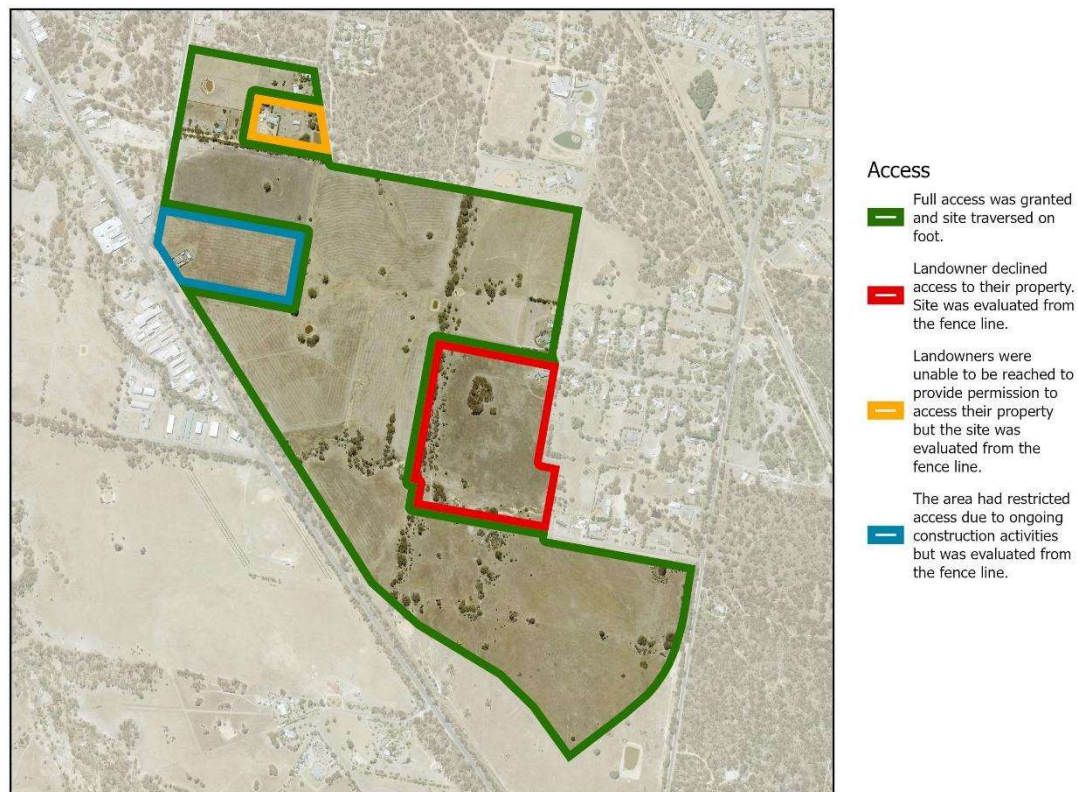 Access
Full access was granted
and site traversed on
foot.
Landowner declined
access to their property.
Site was evaluated from
the fence line.
Landowners were
unable to be reached to
provide permission to
access their property
but the site was
evaluated from the
fence line.
The area had restricted
access due to ongoing
construction activities
but was evaluated from
the fence line.